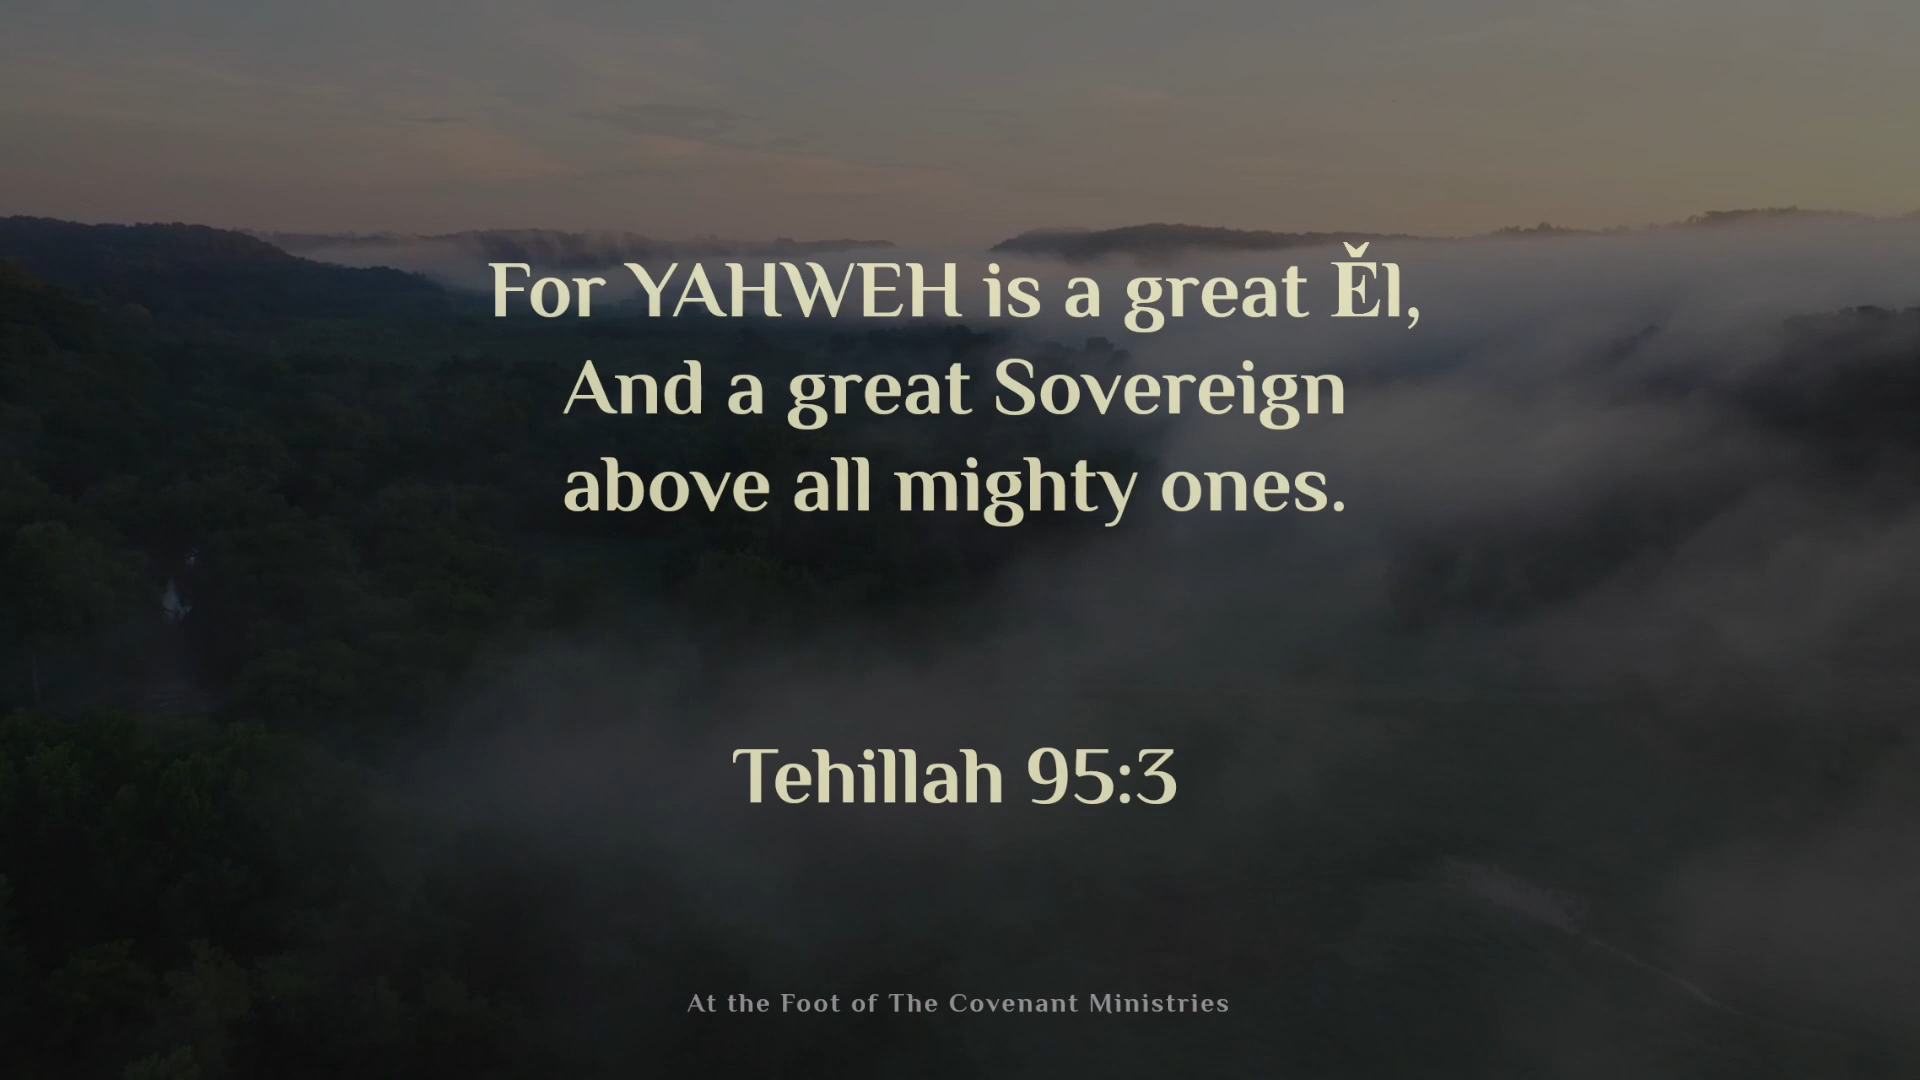 For YAHWEH is a great Ěl,
And a great Sovereign
above all mighty ones.
Tehillah 95:3
At the Foot of The Covenant Ministries